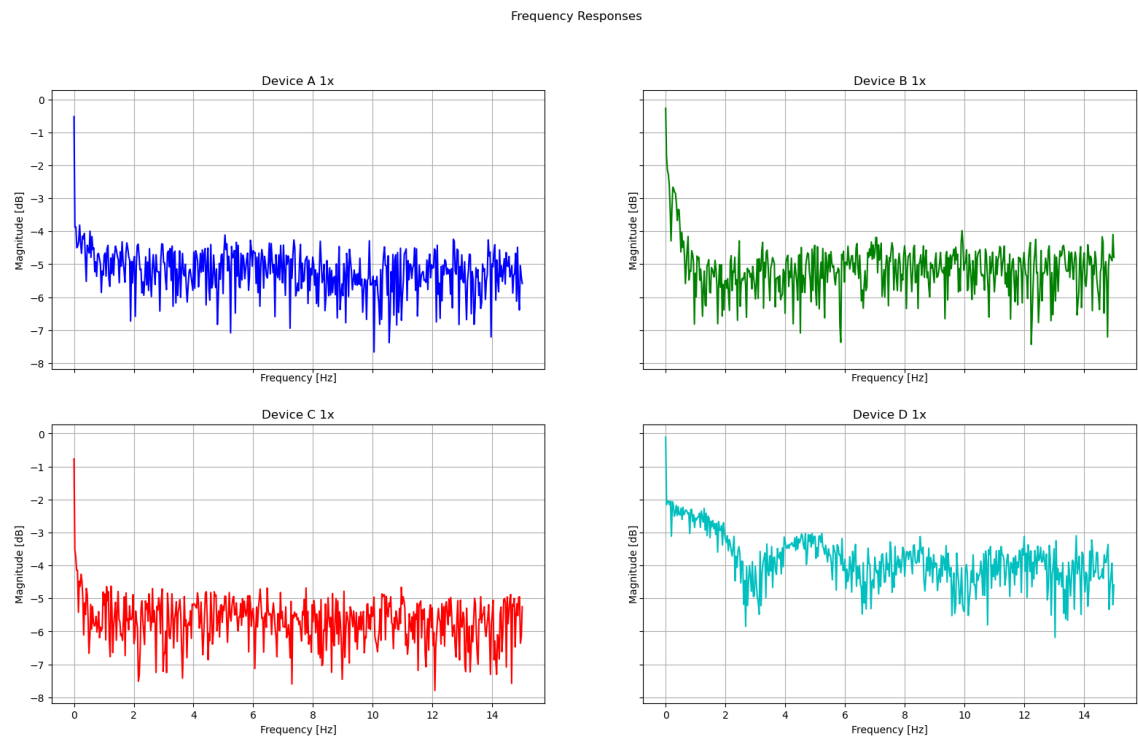 Frequency Responses
Device A 1x
Device B 1x
0
−1
−2
−3
−4
−5
−6
−7
−8
Magnitude [dB]
Magnitude [dB]
Frequency [Hz]
Frequency [Hz]
Device C 1x
Device D 1x
0
−1
−2
−3
−4
−5
−6
−7
−8
Magnitude [dB]
Magnitude [dB]
0 2 4 6 8 10 12 14
0 2 4 6 8 10 12 14
Frequency [Hz]
Frequency [Hz]